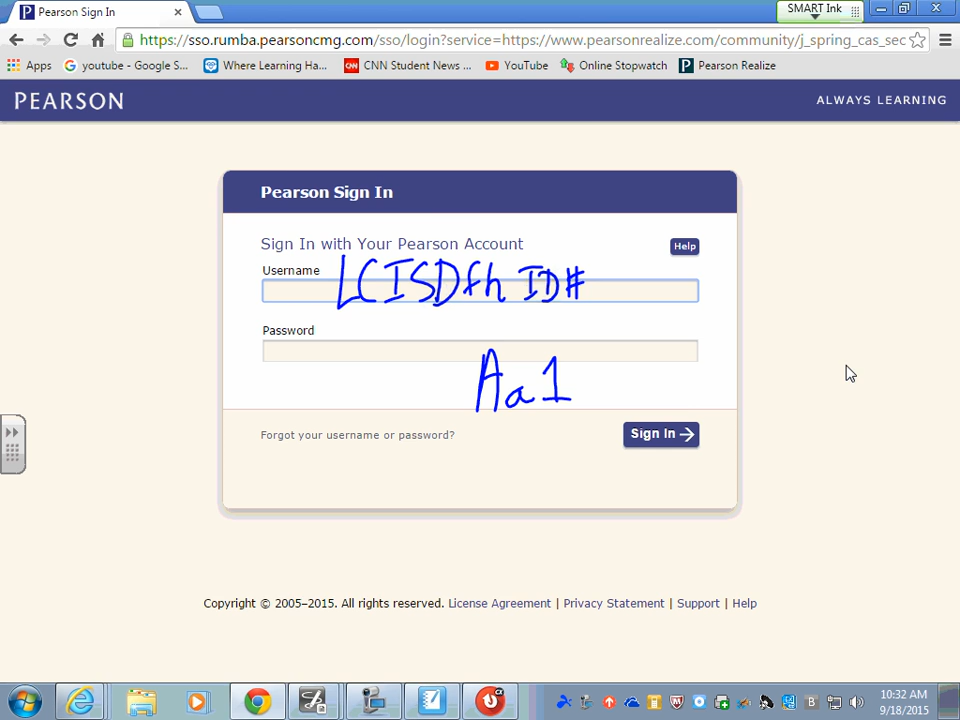 Pearson Sign In
SMART Ink
https://sso.rumba.pearsoncmg.com/sso/login?service=https://www.pearsonrealize.com/community/j_spring_cas_sec
Apps youtube - Google S... Where Learning Ha... CNN Student News ... YouTube Online Stopwatch Pearson Realize
PEARSON ALWAYS LEARNING
Pearson Sign In
Sign In with Your Pearson Account Help
Username
LCISDfh ID#
Password
Aa1
Forgot your username or password? Sign In
Copyright © 2005–2015. All rights reserved. License Agreement | Privacy Statement | Support | Help
10:32 AM
9/18/2015